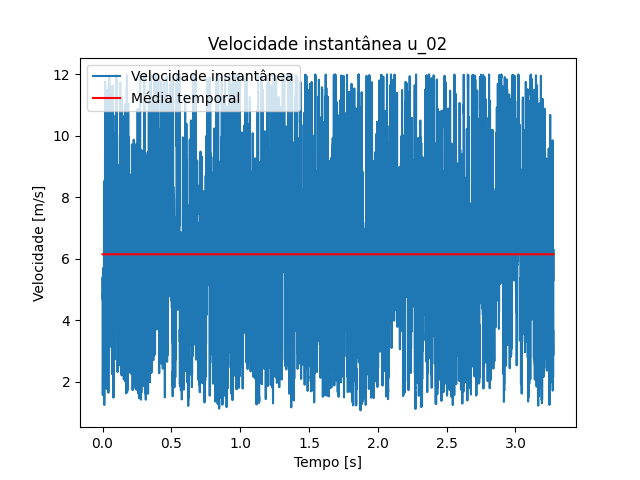 Velocidade instantânea u_02
Velocidade instantânea
Média temporal
Velocidade [m/s]
12
10
8
6
4
2
0.0 0.5 1.0 1.5 2.0 2.5 3.0
Tempo [s]